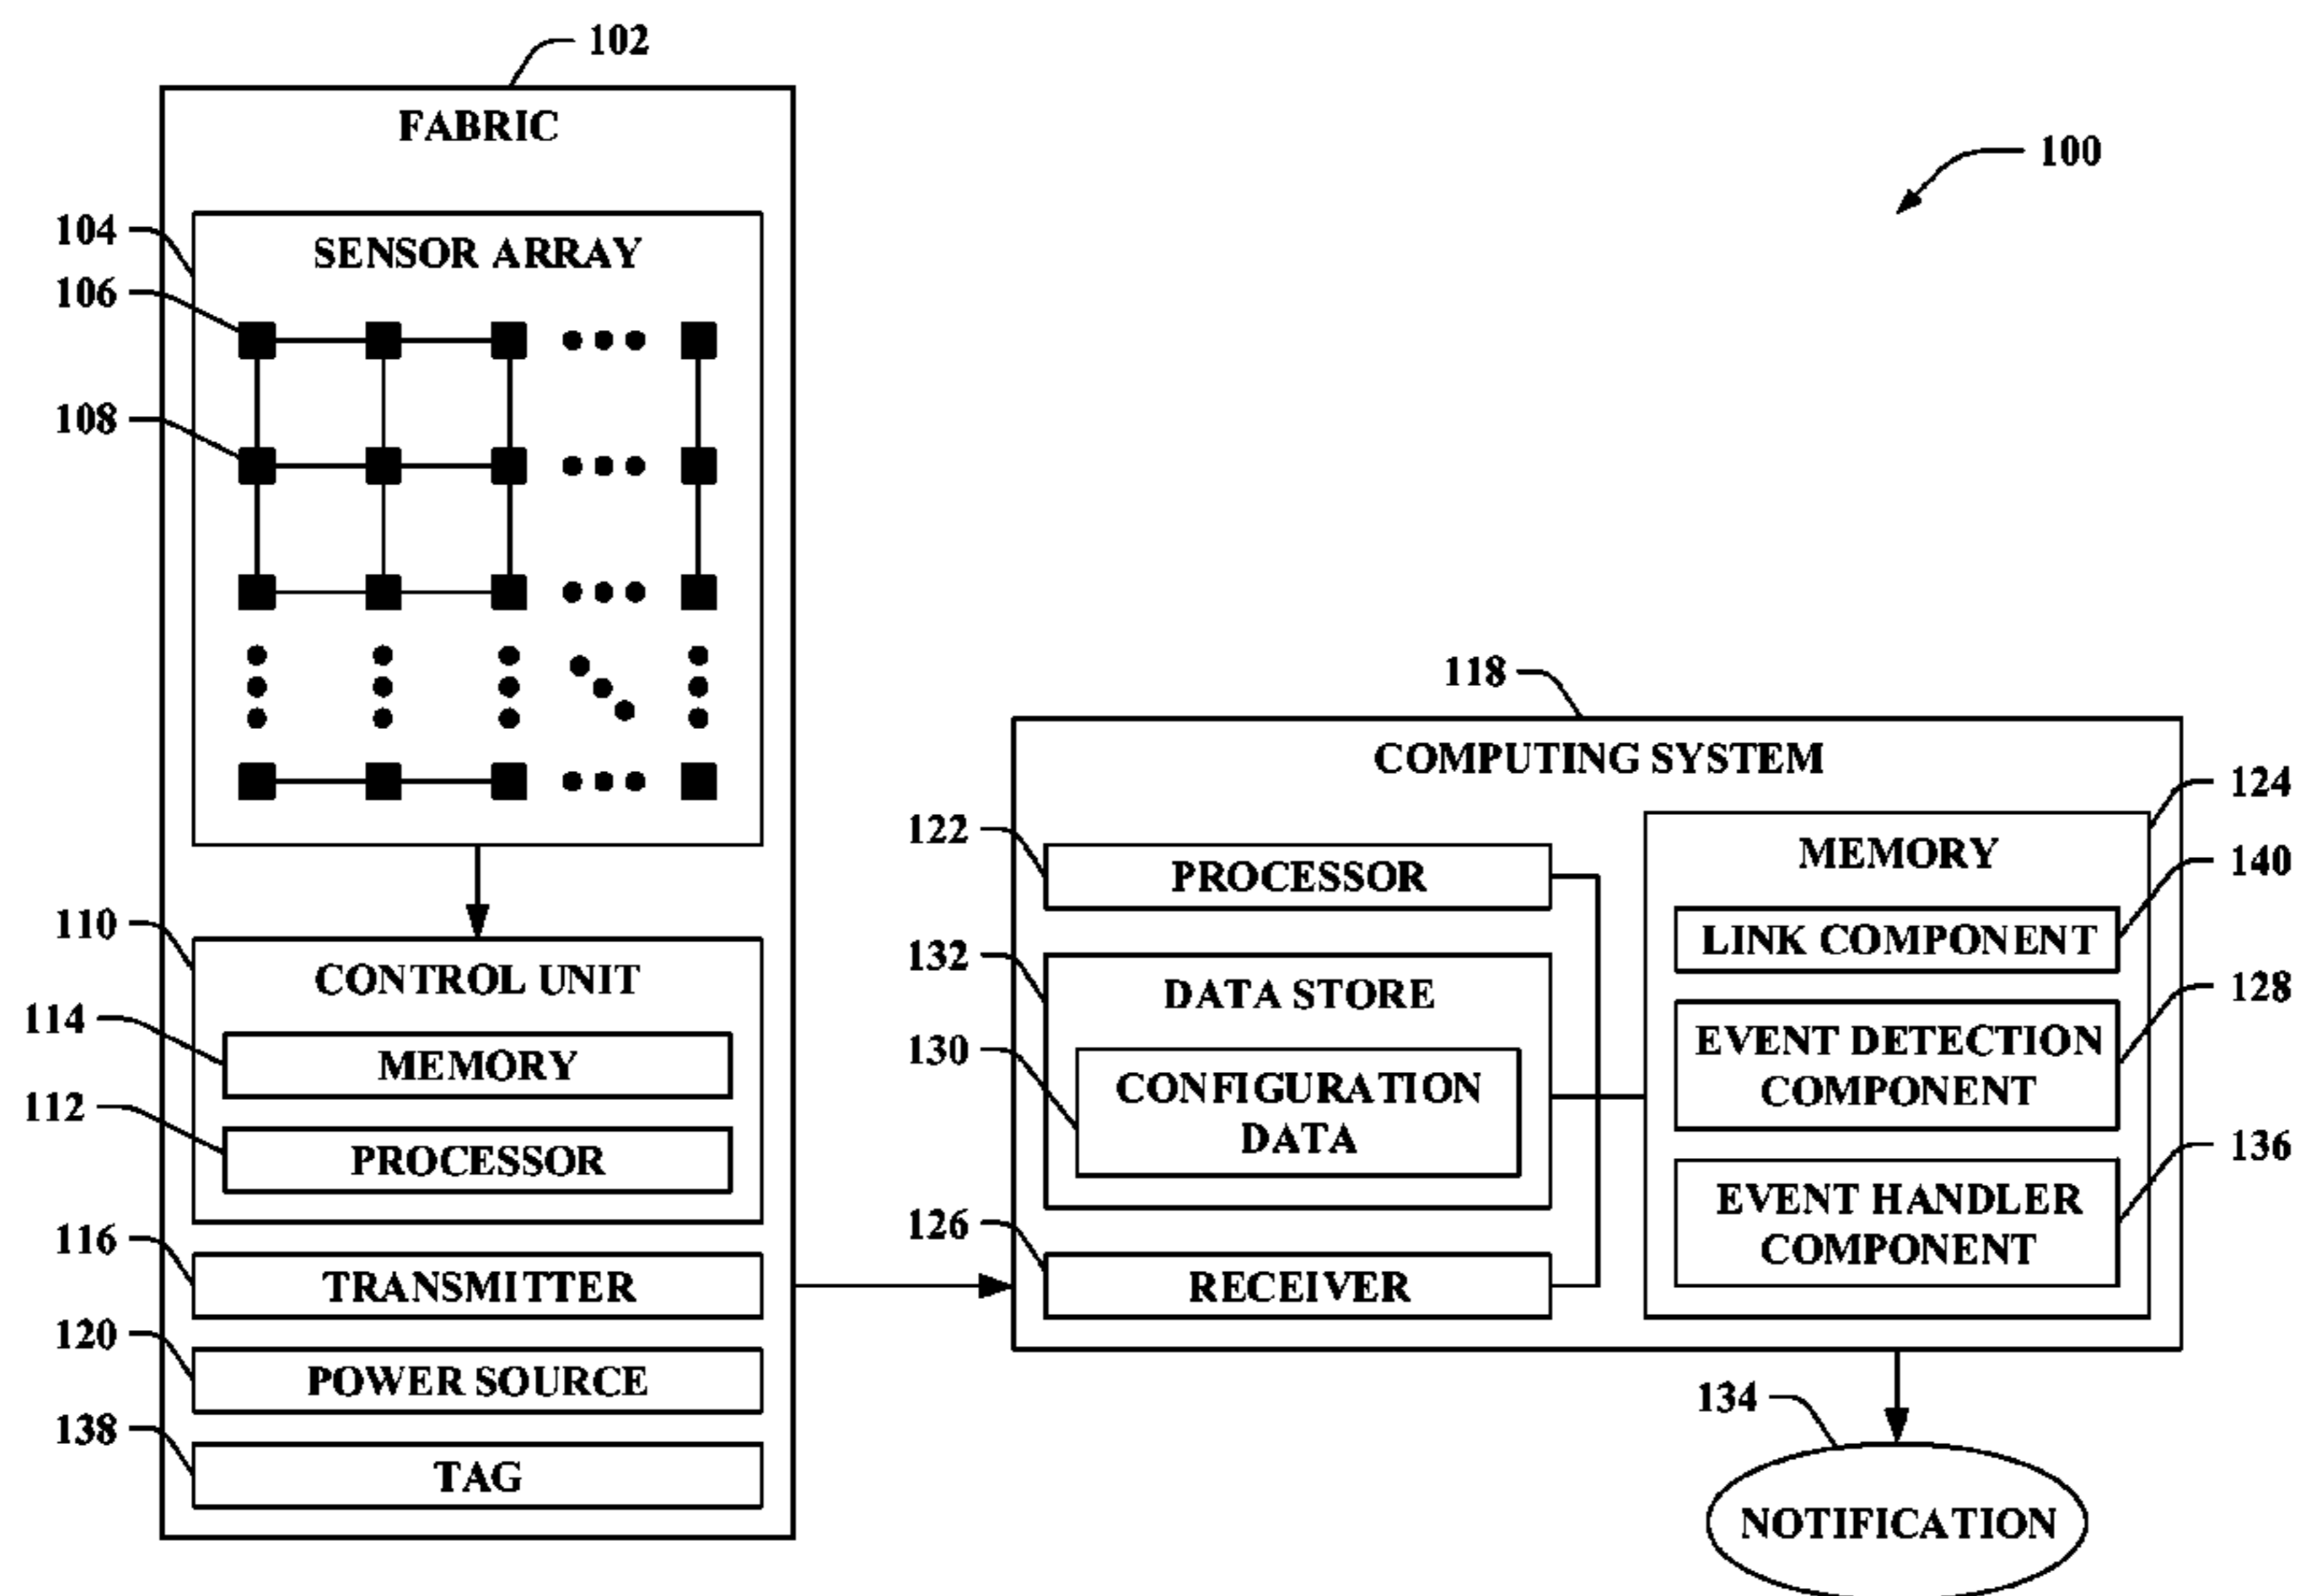 102
FABRIC
100
104
SENSOR ARRAY
106
108
110
CONTROL UNIT
114
MEMORY
112
PROCESSOR
116
TRANSMITTER
120
POWER SOURCE
138
TAG
118
COMPUTING SYSTEM
122
PROCESSOR
132
DATA STORE
130
CONFIGURATION
DATA
126
RECEIVER
124
MEMORY
140
LINK COMPONENT
128
EVENT DETECTION
COMPONENT
136
EVENT HANDLER
COMPONENT
134
NOTIFICATION